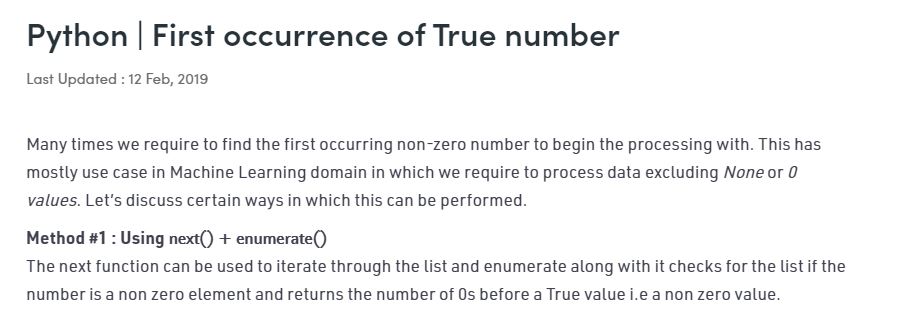 Python | First occurrence of True number
Last Updated : 12 Feb, 2019
Many times we require to find the first occurring non-zero number to begin the processing with. This has
mostly use case in Machine Learning domain in which we require to process data excluding None or 0
values. Let's discuss certain ways in which this can be performed.
Method #1 : Using next() + enumerate()
The next function can be used to iterate through the list and enumerate along with it checks for the list if the
number is a non zero element and returns the number of 0s before a True value i.e a non zero value.